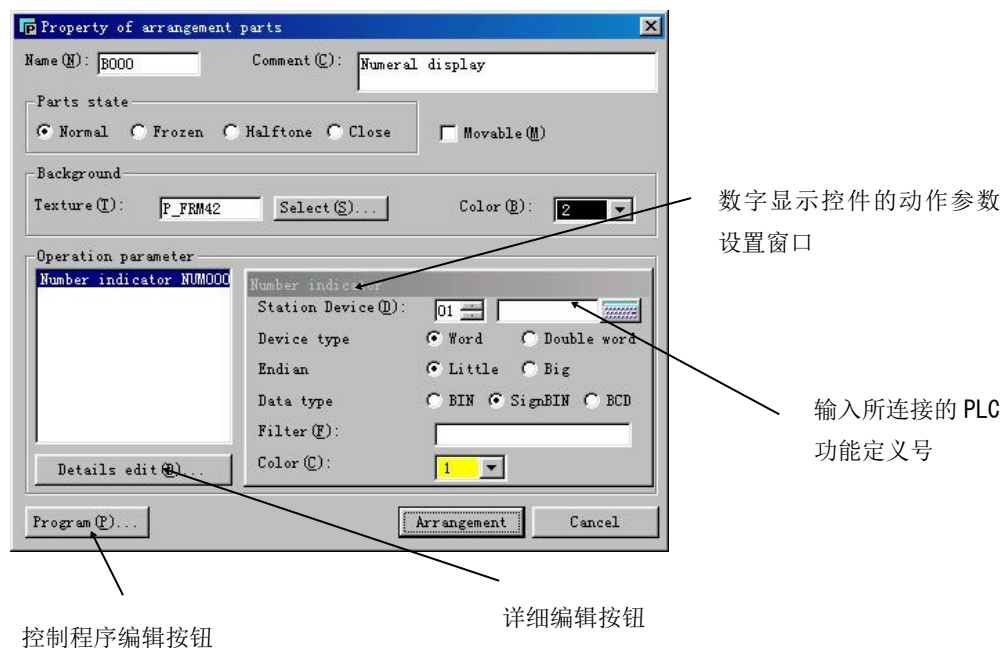 Property of arrangement parts
Name(N): B000 Comment(C): Numeral display
Parts state
Normal Frozen Halftone Close Movable(M)
Background
Texture(T): P_FRM42 Select(S)... Color(B): 2
数字显示控件的动作参数
设置窗口
Operation parameter
Number indicator NUM000
Number indicator
Station Device(D): 01
Device type Word Double word
Endian Little Big
Data type BIN SignBIN BCD
Filter(F):
Color(C): 1
输入所连接的 PLC
功能定义号
Details edit(R)...
Program(P)... Arrangement Cancel
详细编辑按钮
控制程序编辑按钮